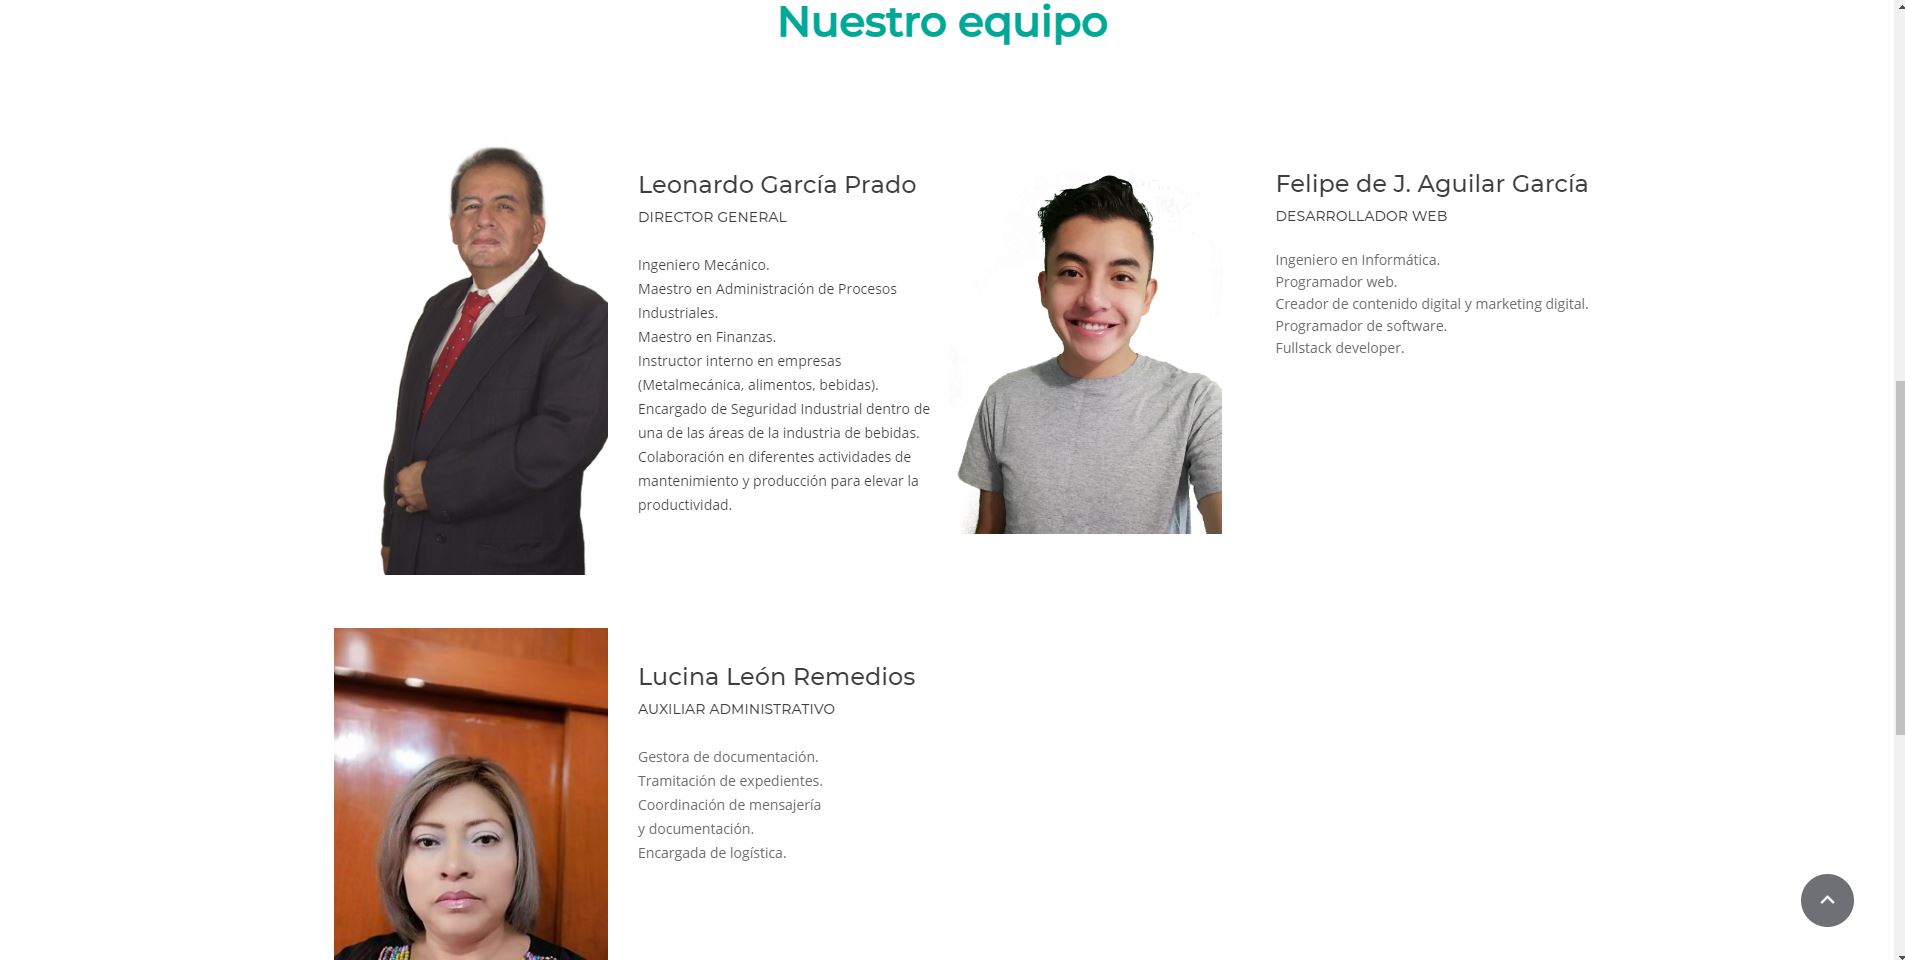 Nuestro equipo
Leonardo García Prado
DIRECTOR GENERAL
Ingeniero Mecánico.
Maestro en Administración de Procesos
Industriales.
Maestro en Finanzas.
Instructor interno en empresas
(Metalmecánica, alimentos, bebidas).
Encargado de Seguridad Industrial dentro de
una de las áreas de la industria de bebidas.
Colaboración en diferentes actividades de
mantenimiento y producción para elevar la
productividad.
Felipe de J. Aguilar García
DESARROLLADOR WEB
Ingeniero en Informática.
Programador web.
Creador de contenido digital y marketing digital.
Programador de software.
Fullstack developer.
Lucina León Remedios
AUXILIAR ADMINISTRATIVO
Gestora de documentación.
Tramitación de expedientes.
Coordinación de mensajería
y documentación.
Encargada de logística.